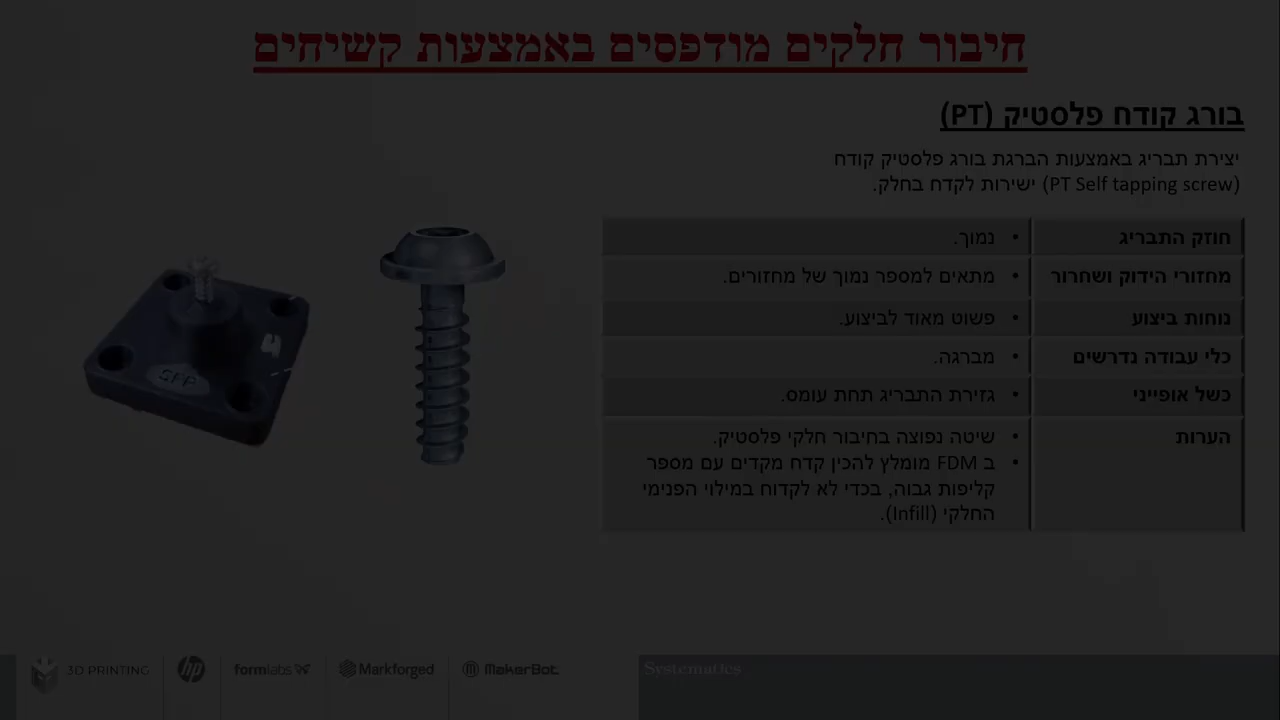 חיבור חלקים מודפסים באמצעות קשיחים
בורג קודח פלסטיק (PT)
יצירת תבריג באמצעות הברגת בורג פלסטיק קודח
(PT Self tapping screw) ישירות לקדח בחלק.
חוזק התבריג
• נמוך.
מחזורי הידוק ושחרור
• מתאים למספר נמוך של מחזורים.
נוחות ביצוע
• פשוט מאוד לביצוע.
כלי עבודה נדרשים
• מברגה.
כשל אופייני
• גזירת התבריג תחת עומס.
הערות
• שיטה נפוצה בחיבור חלקי פלסטיק.
• ב FDM מומלץ להכין קדח מקדים עם מספר
קליפות גבוה, בכדי לא לקדוח במילוי הפנימי
החלקי (Infill).
SFP
3D PRINTING
hp
formlabs
Markforged
MakerBot.
Systematics